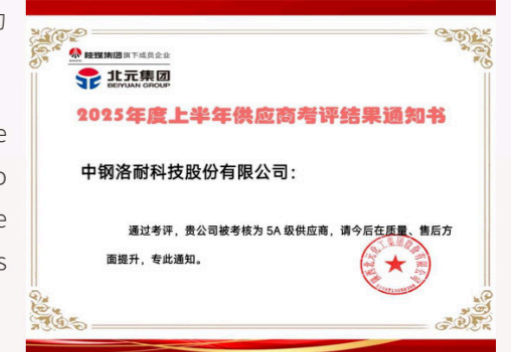 陕煤集团旗下成员企业
北元集团
BEIYUAN GROUP
2025年度上半年供应商考评结果通知书
中钢洛耐科技股份有限公司：
通过考评，贵公司被考核为 5A 级供应商，请今后在质量、售后方
面提升，专此通知。
e
o
e
s